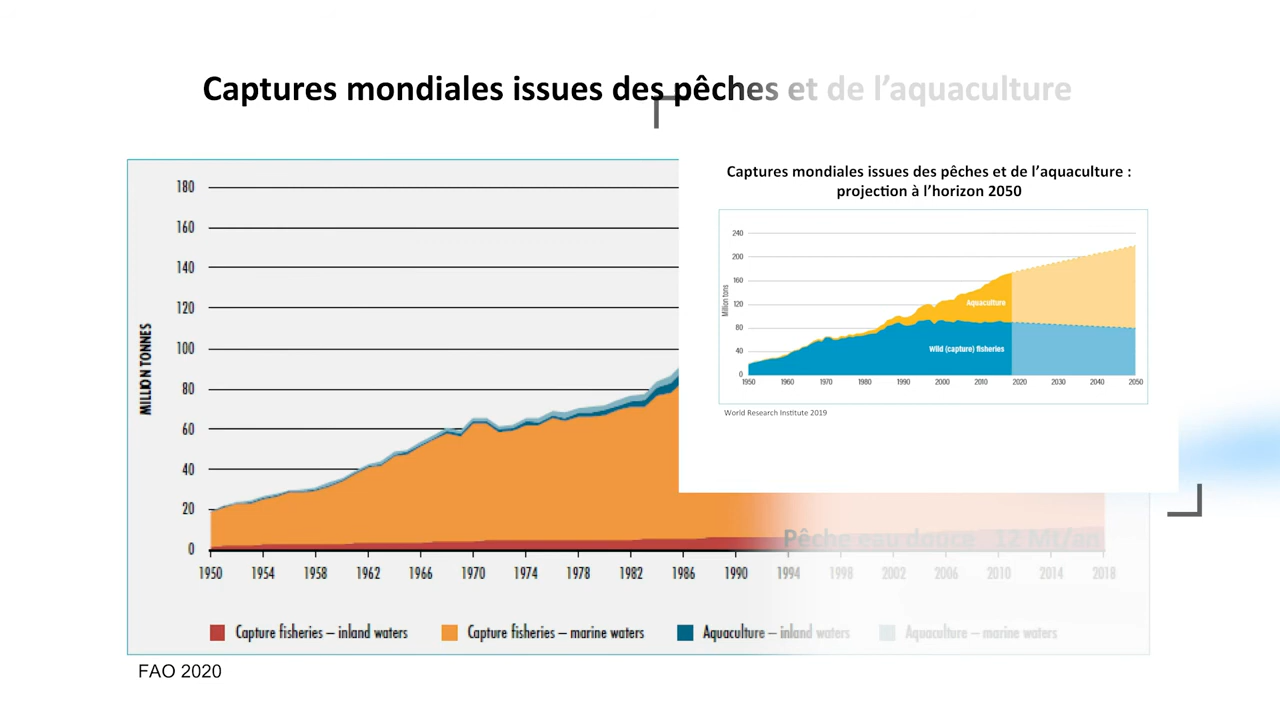 Captures mondiales issues des pêches et de l’aquaculture
180
160
140
120
100
80
60
40
20
0
MILLION TONNES
1950 1954 1958 1962 1966 1970 1974 1978 1982 1986 1990 1994 1998 2002 2006 2010 2014 2018
Pêche eau douce 12 Mt/an
Capture fisheries – inland waters Capture fisheries – marine waters Aquaculture – inland waters Aquaculture – marine waters
FAO 2020
Captures mondiales issues des pêches et de l’aquaculture :
projection à l’horizon 2050
240
200
160
120
80
40
0
Million tons
Aquaculture
Wild (capture) fisheries
1950 1960 1970 1980 1990 2000 2010 2020 2030 2040 2050
World Research Institute 2019